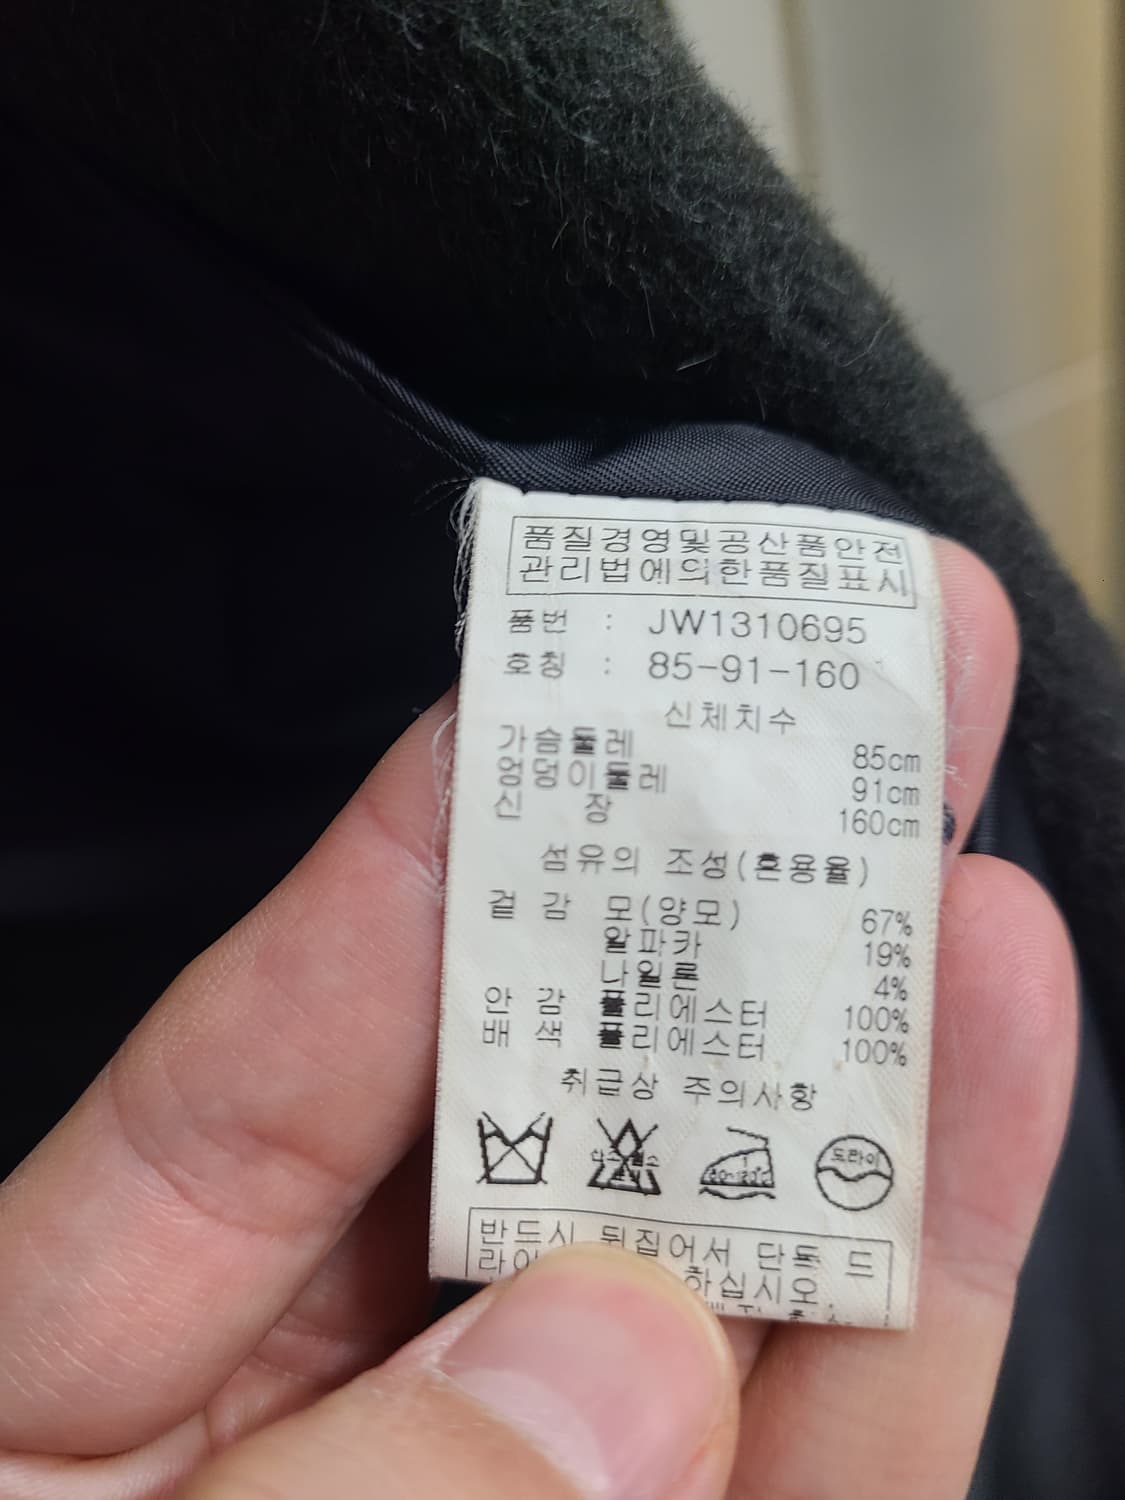 품질경영및공산품안전
관리법에의한품질표시
품번 : JW1310695
호칭 : 85-91-160
신체치수
가슴둘레 85cm
엉덩이둘레 91cm
신 장 160cm
섬유의 조성(혼용율)
겉 감 모(양모) 67%
알파카 19%
나일론 4%
안 감 폴리에스터 100%
배 색 폴리에스터 100%
취급상 주의사항
80~120℃ 드라이
반드시 뒤집어서 단독 드
라이 하십시오.